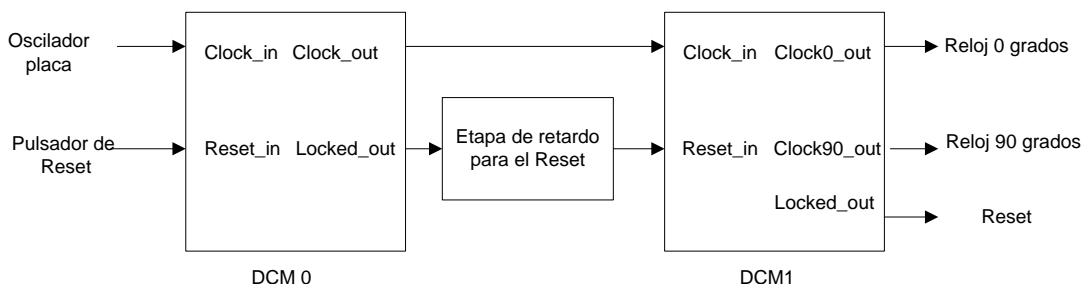 Oscilador
placa
Clock_in Clock_out
Clock_in Clock0_out
Reloj 0 grados
Pulsador de
Reset
Reset_in Locked_out
Etapa de retardo
para el Reset
Reset_in Clock90_out
Reloj 90 grados
Locked_out
Reset
DCM 0
DCM1